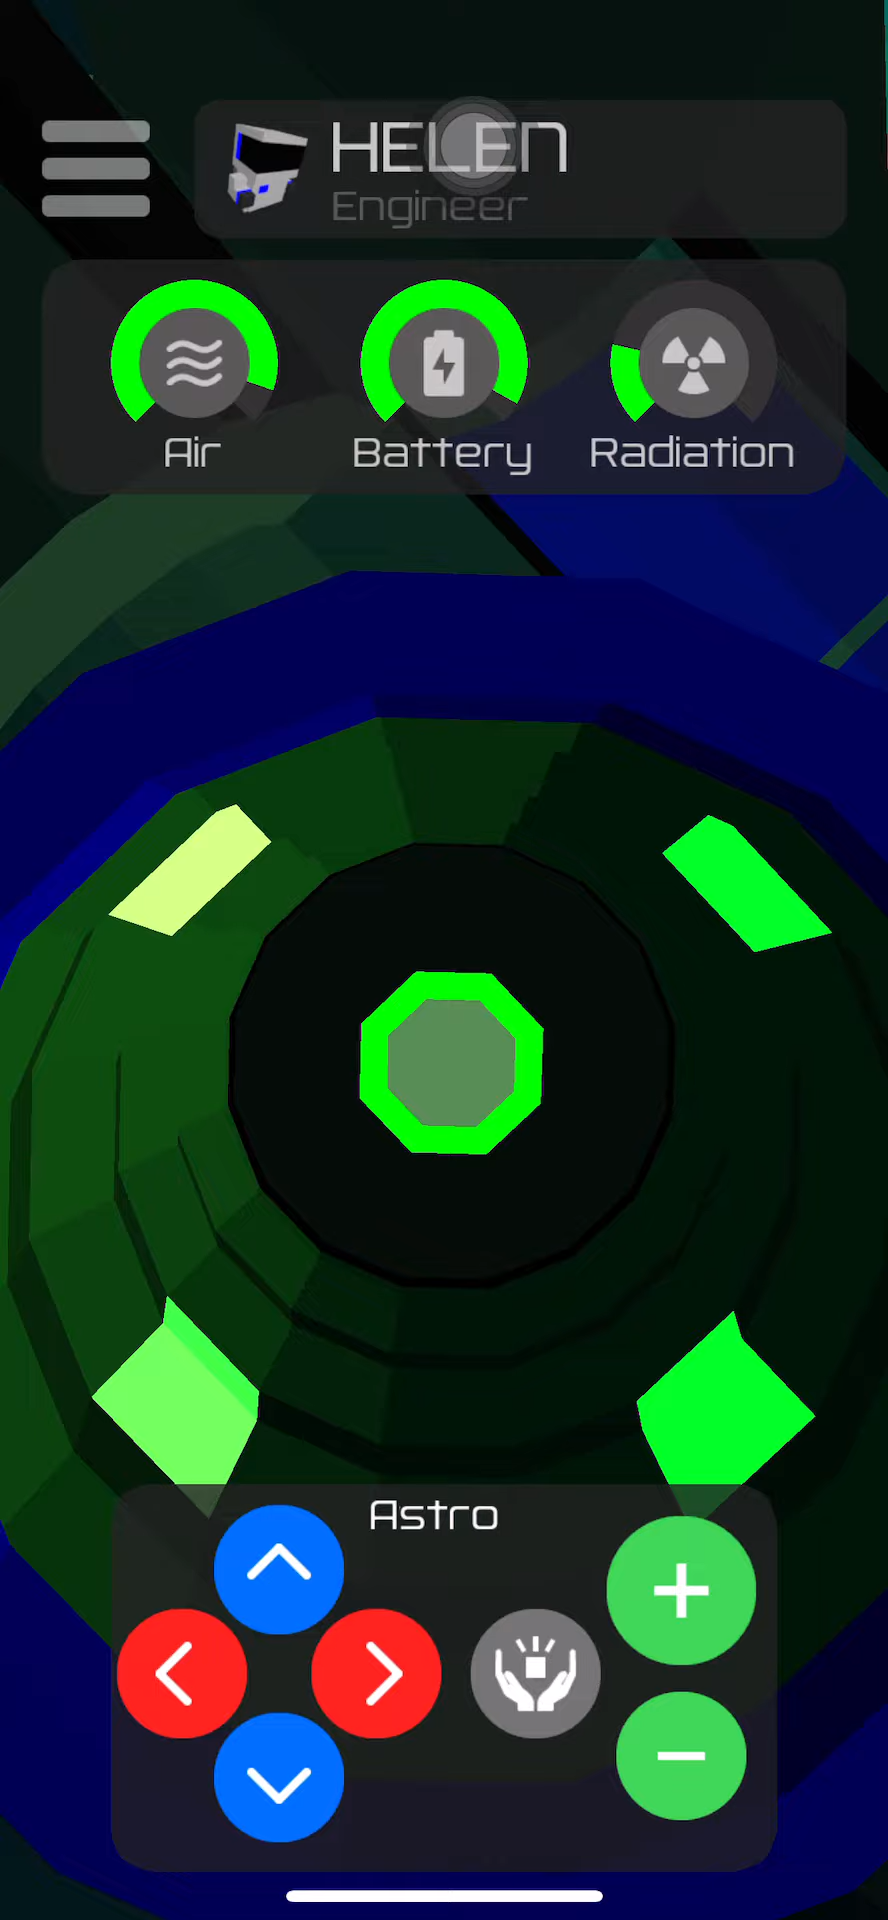 HELEN
Engineer
Air
Battery
Radiation
Astro